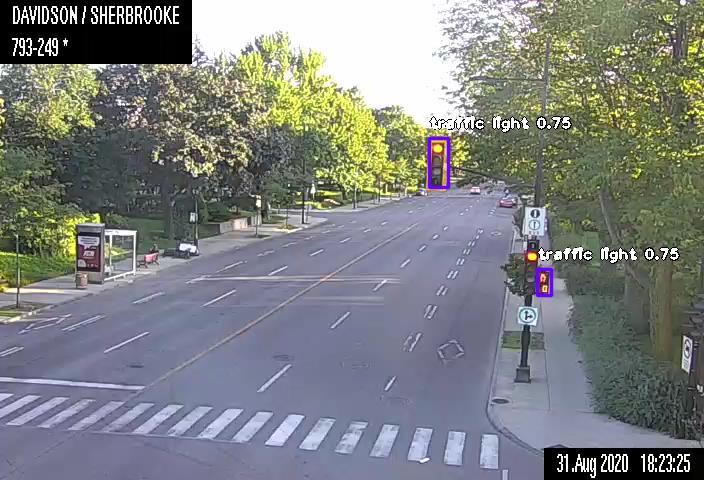 DAVIDSON / SHERBROOKE
793-249 *
traffic light 0.75
traffic light 0.75
31.Aug 2020 18:23:25